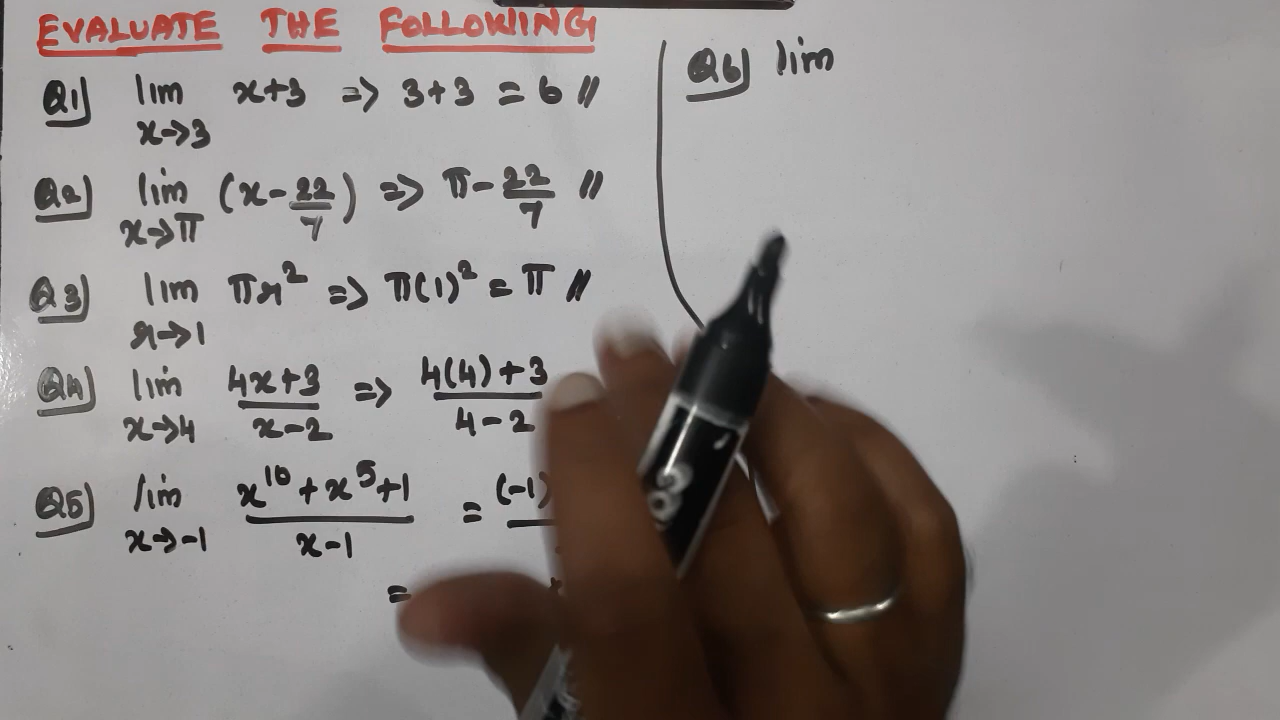 EVALUATE THE FOLLOWING
Q1) lim x→3 x+3 => 3+3 = 6 //
Q2) lim x→π (x - 22/7) => π - 22/7 //
Q3) lim r→1 πr² => π(1)² = π //
Q4) lim x→4 4x+3/x-2 => 4(4)+3/4-2
Q5) lim x→-1 x¹⁰+x⁵+1/x-1 = (-1)
=
Q6) lim